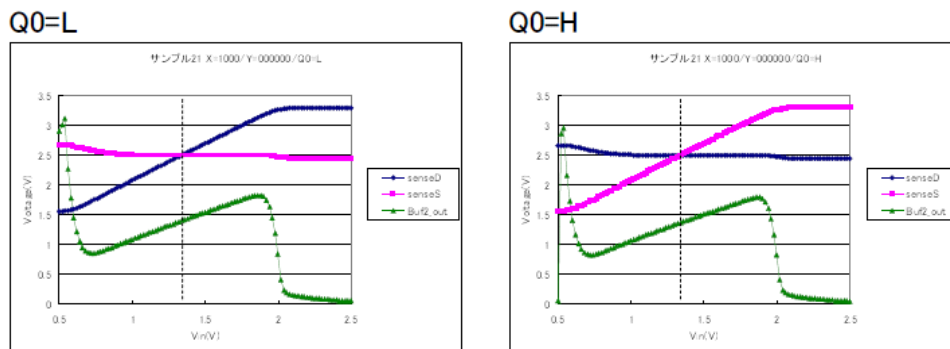 Q0=L
Q0=H
サンプル21 X=1000/Y=000000/Q0=L
サンプル21 X=1000/Y=000000/Q0=H
3.5
3
2.5
2
1.5
1
0.5
0
0.5
1
1.5
2
2.5
Vin(V)
senseD
senseS
Buf2_out
3.5
3
2.5
2
1.5
1
0.5
0
0.5
1
1.5
2
2.5
Vin(V)
senseD
senseS
Buf2_out